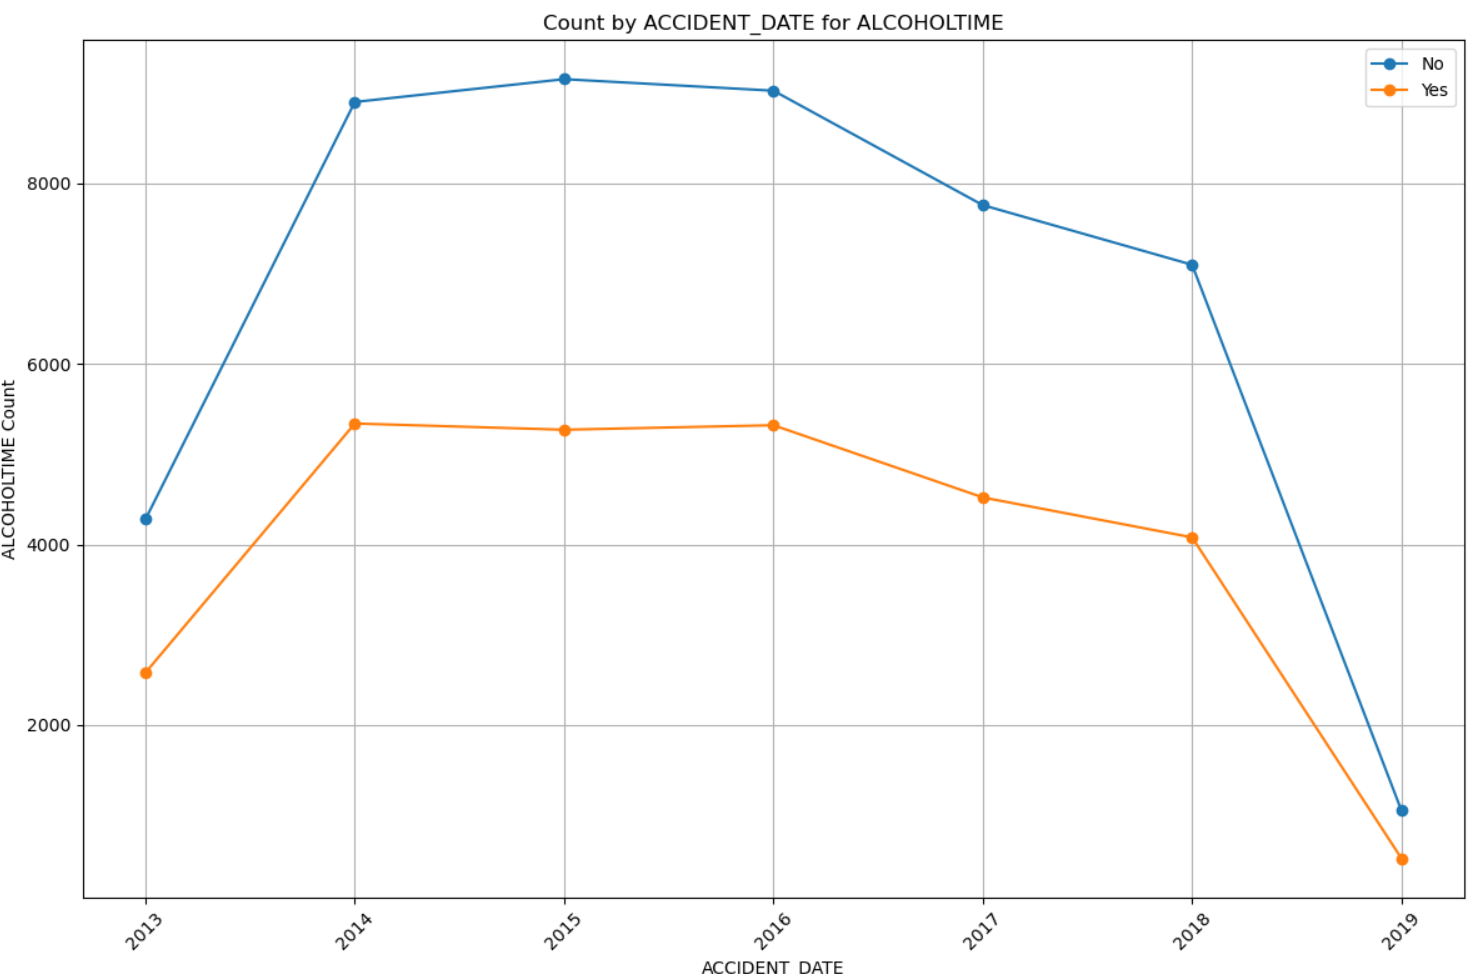 Count by ACCIDENT_DATE for ALCOHOLTIME
No
Yes
8000
6000
4000
2000
ALCOHOLTIME Count
2013
2014
2015
2016
2017
2018
2019
ACCIDENT_DATE